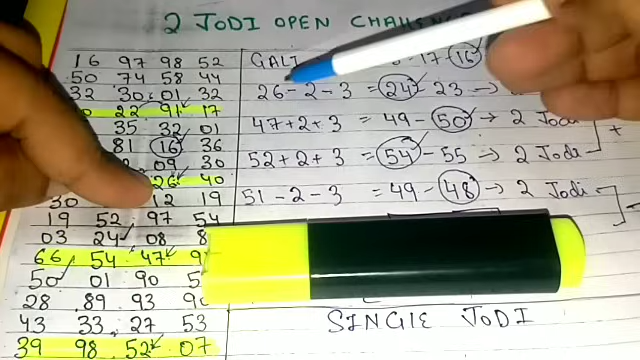 2 JODI OPEN
16 97 98 52
50 74 58 44
32 30 01 32
22 91 17
35 32 01
81 16 36
09 30
26 40
30 12 19
19 52 97 54
03 24 08
66 54 47
50 01 90
28 89 93
43 33 27 53
39 98 52 07
GALI 17 - 16
26 - 2 - 3 = 24 - 23 →
47 + 2 + 3 = 49 - 50 → 2 Jodi
52 + 2 + 3 = 54 - 55 → 2 Jodi
51 - 2 - 3 = 49 - 48 → 2 Jodi
SINGLE JODI